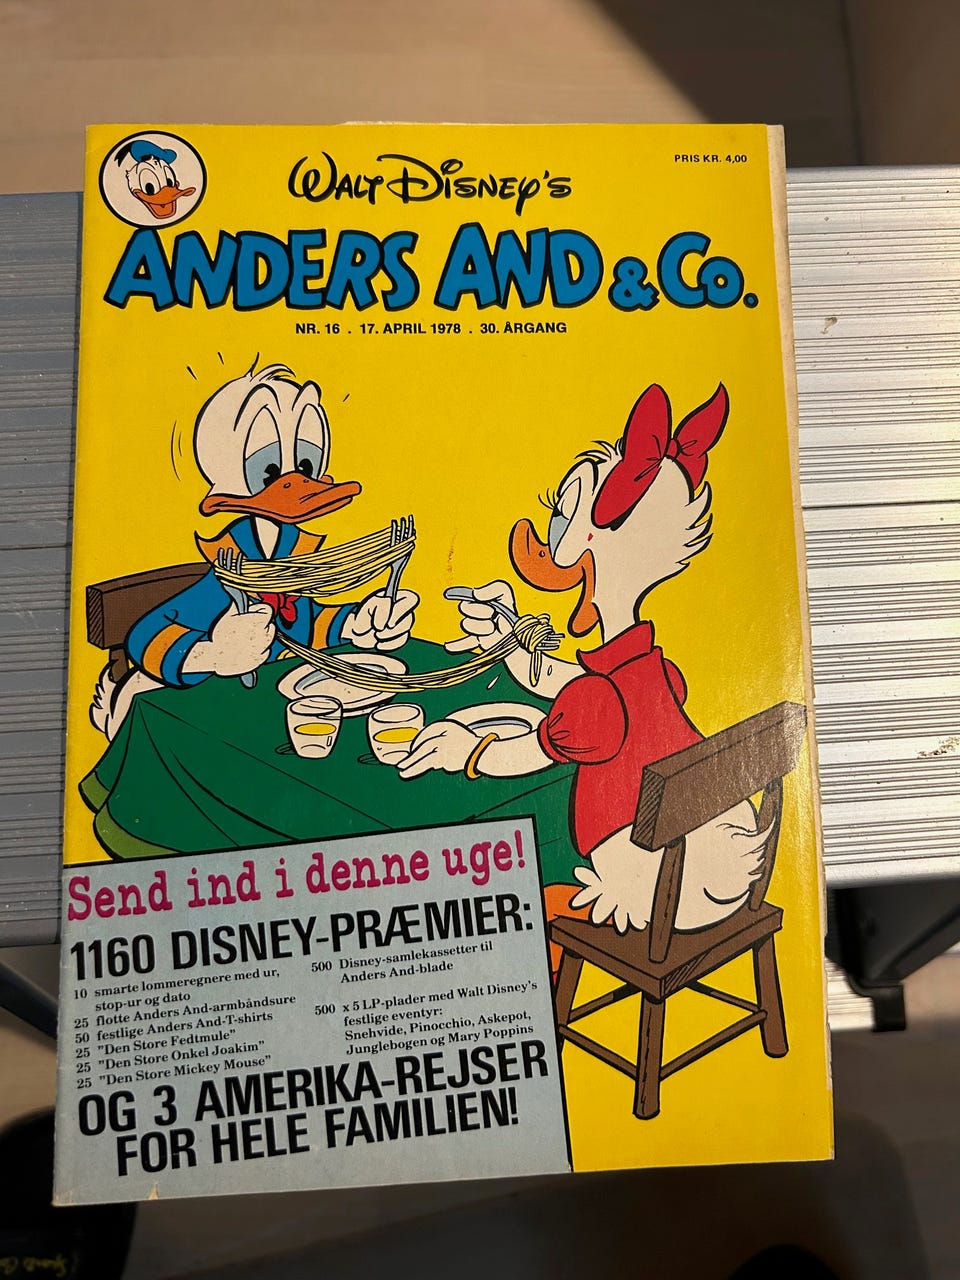 WALT DISNEY'S
PRIS KR. 4,00
ANDERS AND & CO.
NR. 16 . 17. APRIL 1978 . 30. ÅRGANG
Send ind i denne uge!
1160 DISNEY-PRÆMIER:
10 smarte lommeregnere med ur,
stop-ur og dato
25 flotte Anders And-armbåndsure
50 festlige Anders And-T-shirts
25 "Den Store Fedtmule"
25 "Den Store Onkel Joakim"
25 "Den Store Mickey Mouse"
500 Disney-samlekassetter til
Anders And-blade
500 x 5 LP-plader med Walt Disney's
festlige eventyr:
Snehvide, Pinocchio, Askepot,
Junglebogen og Mary Poppins
OG 3 AMERIKA-REJSER
FOR HELE FAMILIEN!